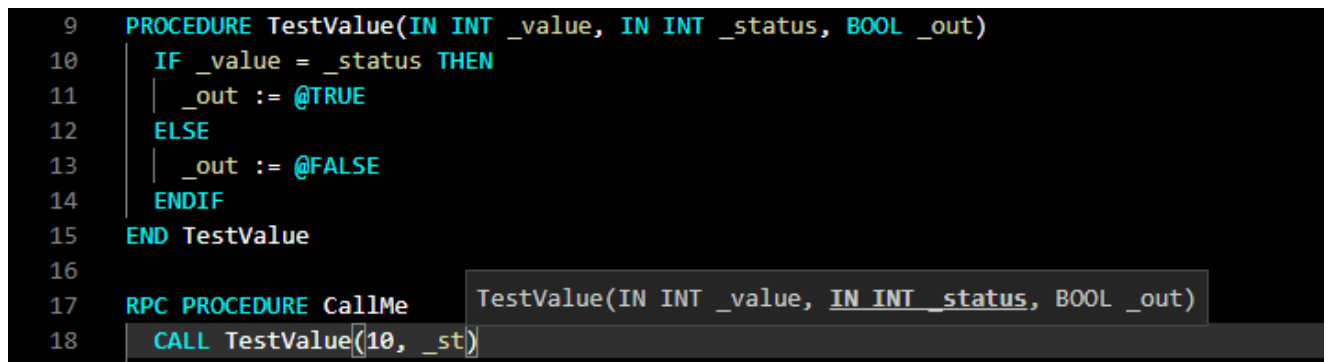 9 PROCEDURE TestValue(IN INT _value, IN INT _status, BOOL _out)
10 IF _value = _status THEN
11 _out := @TRUE
12 ELSE
13 _out := @FALSE
14 ENDIF
15 END TestValue
16
17 RPC PROCEDURE CallMe
TestValue(IN INT _value, IN INT _status, BOOL _out)
18 CALL TestValue(10, _st)